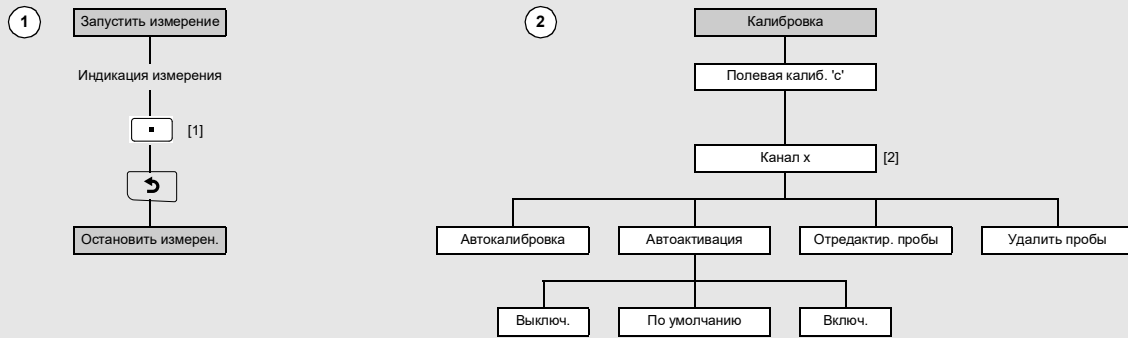 1
Запустить измерение
Индикация измерения
[1]
Остановить измерен.
2
Калибровка
Полевая калиб. 'c'
Канал x
[2]
Автокалибровка
Автоактивация
Отредактир. пробы
Удалить пробы
Выключ.
По умолчанию
Включ.